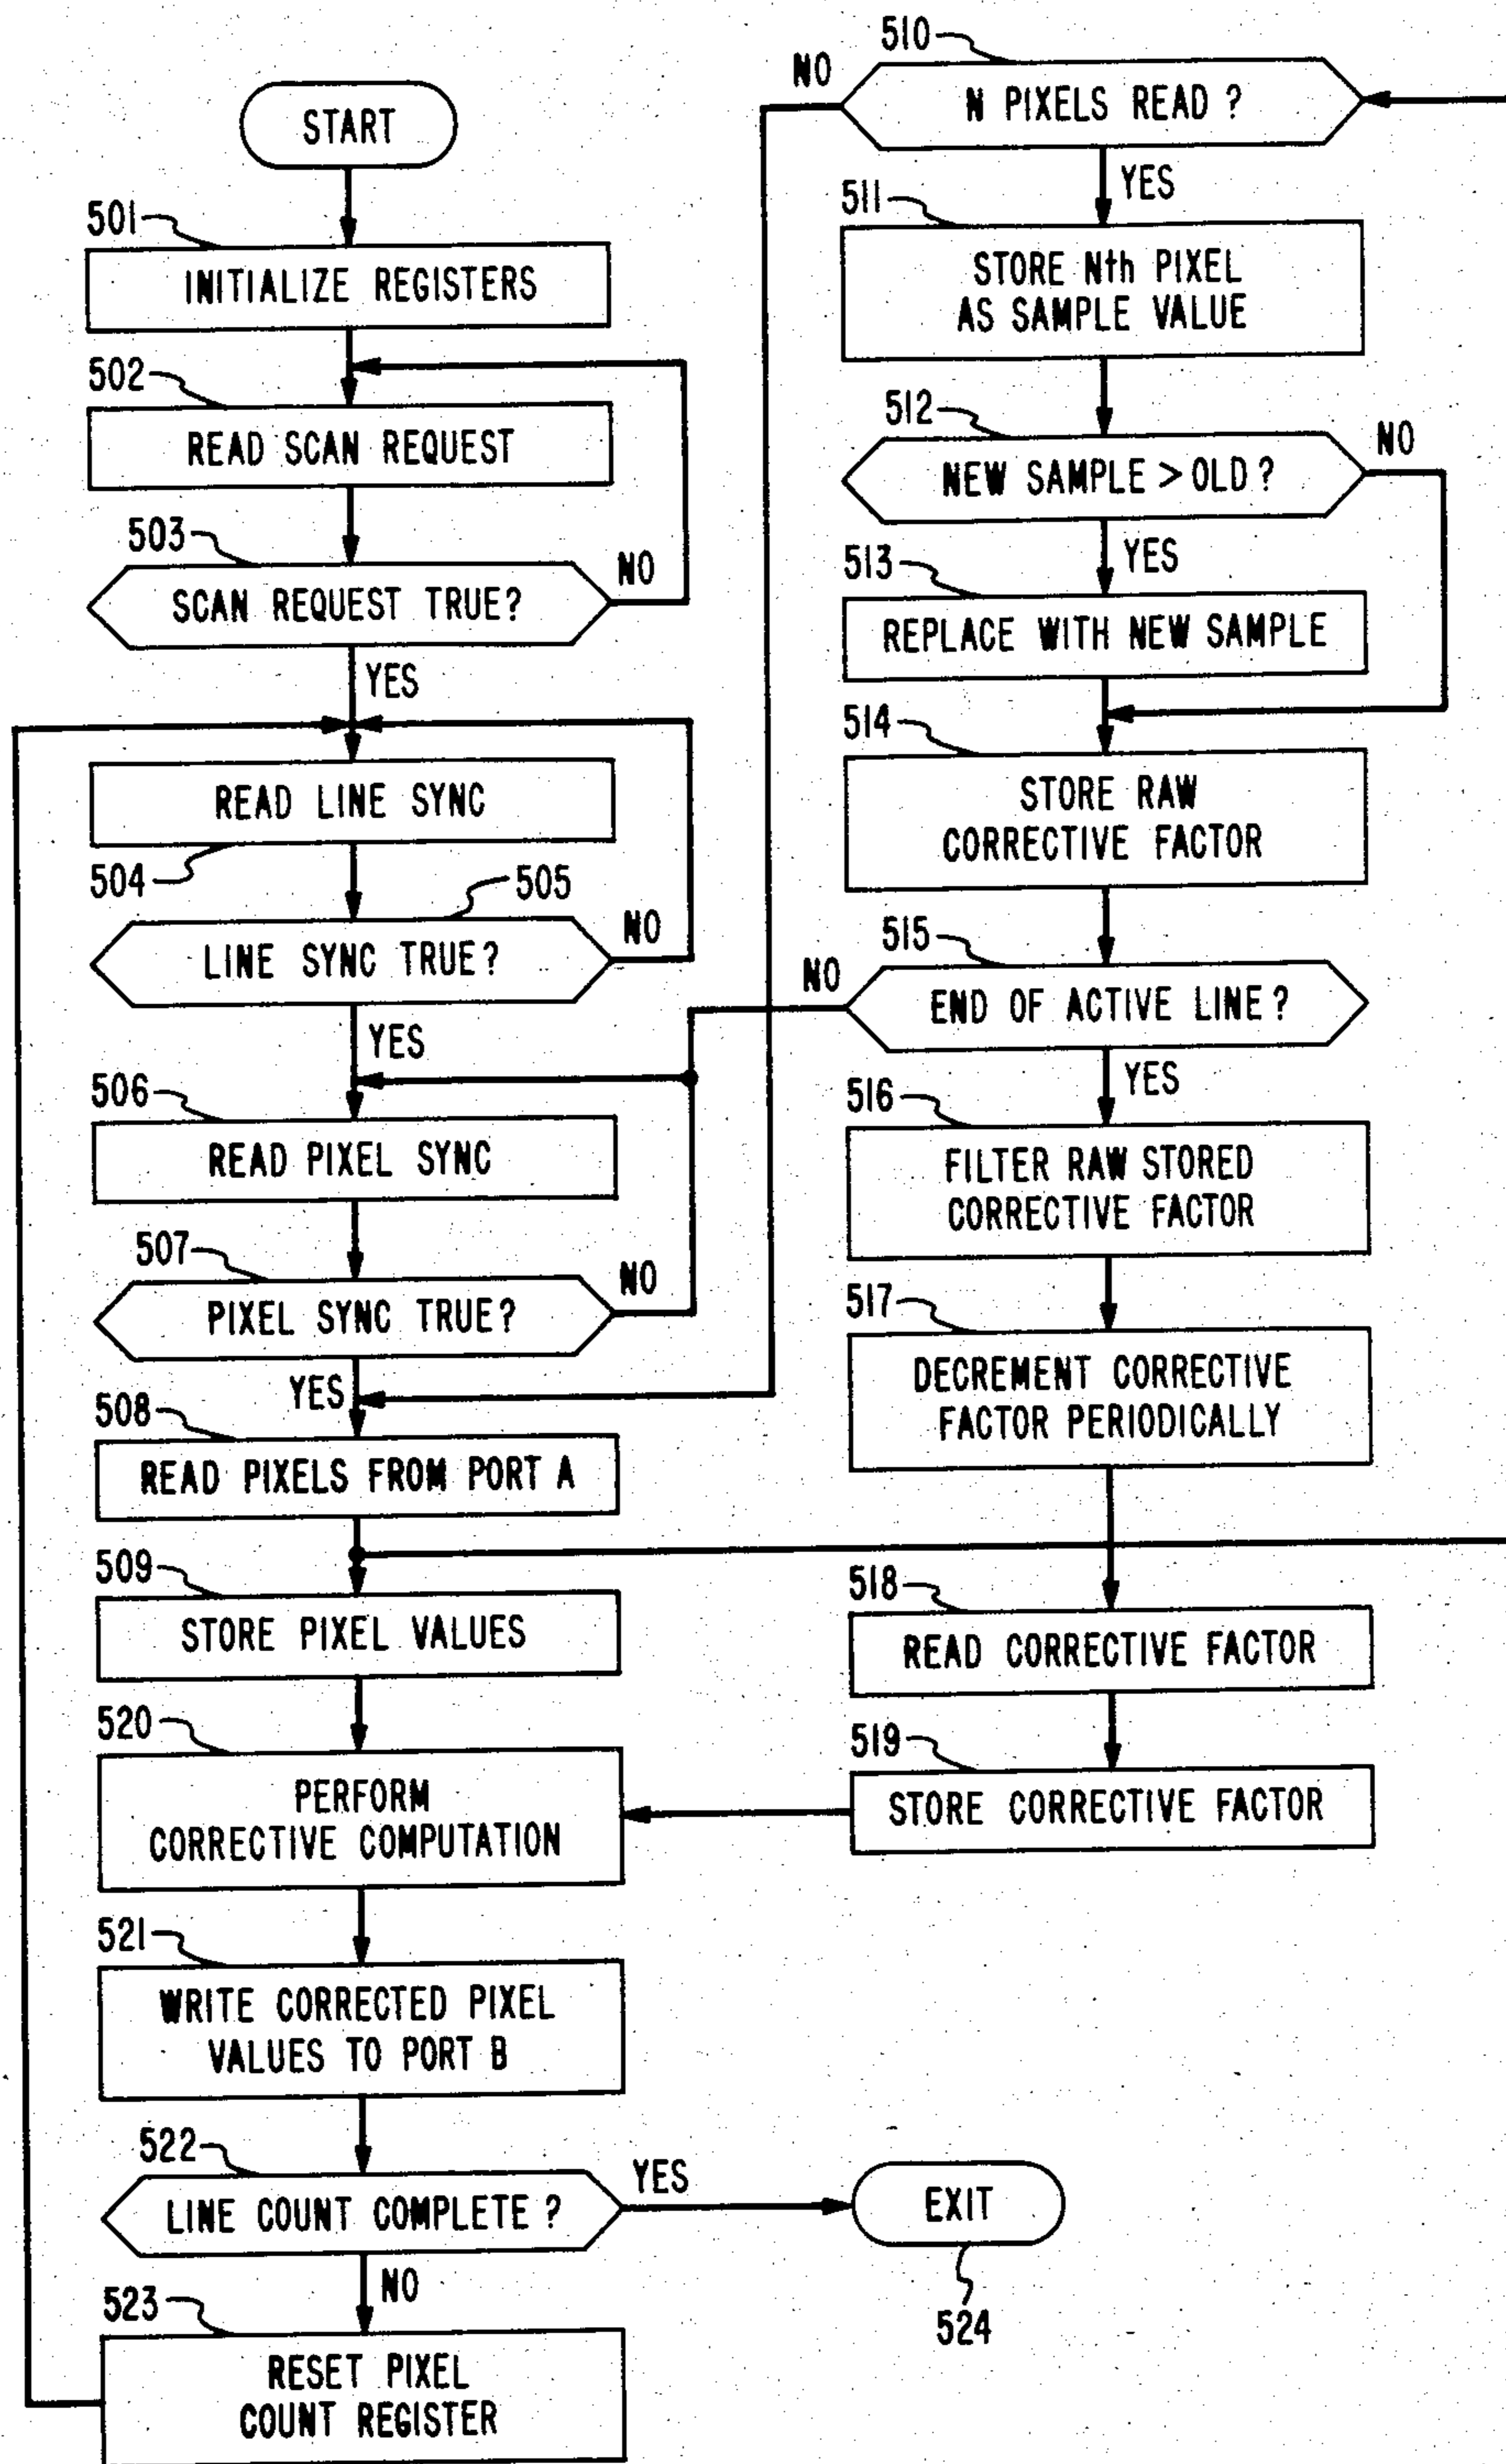 START
501
INITIALIZE REGISTERS
502
READ SCAN REQUEST
503
SCAN REQUEST TRUE?
NO
YES
READ LINE SYNC
504
505
LINE SYNC TRUE?
NO
YES
506
READ PIXEL SYNC
507
PIXEL SYNC TRUE?
NO
YES
508
READ PIXELS FROM PORT A
509
STORE PIXEL VALUES
520
PERFORM
CORRECTIVE COMPUTATION
521
WRITE CORRECTED PIXEL
VALUES TO PORT B
522
LINE COUNT COMPLETE ?
YES
NO
523
RESET PIXEL
COUNT REGISTER
510
NO
N PIXELS READ ?
YES
511
STORE Nth PIXEL
AS SAMPLE VALUE
512
NEW SAMPLE > OLD ?
NO
YES
513
REPLACE WITH NEW SAMPLE
514
STORE RAW
CORRECTIVE FACTOR
515
NO
END OF ACTIVE LINE ?
YES
516
FILTER RAW STORED
CORRECTIVE FACTOR
517
DECREMENT CORRECTIVE
FACTOR PERIODICALLY
518
READ CORRECTIVE FACTOR
519
STORE CORRECTIVE FACTOR
EXIT
524